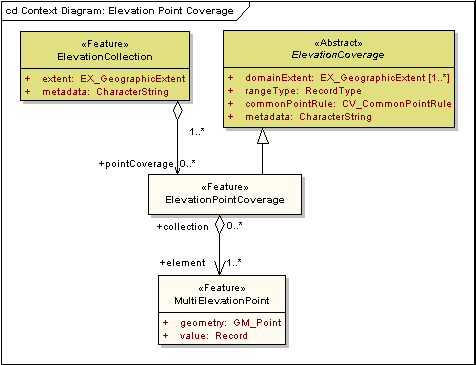 cd Context Diagram: Elevation Point Coverage
«Feature»
ElevationCollection
+ extent: EX_GeographicExtent
+ metadata: CharacterString
«Abstract»
ElevationCoverage
+ domainExtent: EX_GeographicExtent [1..*]
+ rangeType: RecordType
+ commonPointRule: CV_CommonPointRule
+ metadata: CharacterString
1..*
+pointCoverage 0..*
«Feature»
ElevationPointCoverage
+collection 0..*
+element 1..*
«Feature»
MultiElevationPoint
+ geometry: GM_Point
+ value: Record